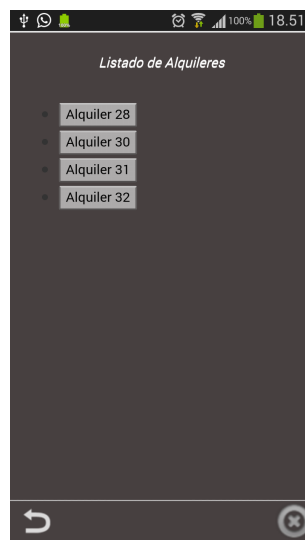 100% 18.51
Listado de Alquileres
Alquiler 28
Alquiler 30
Alquiler 31
Alquiler 32